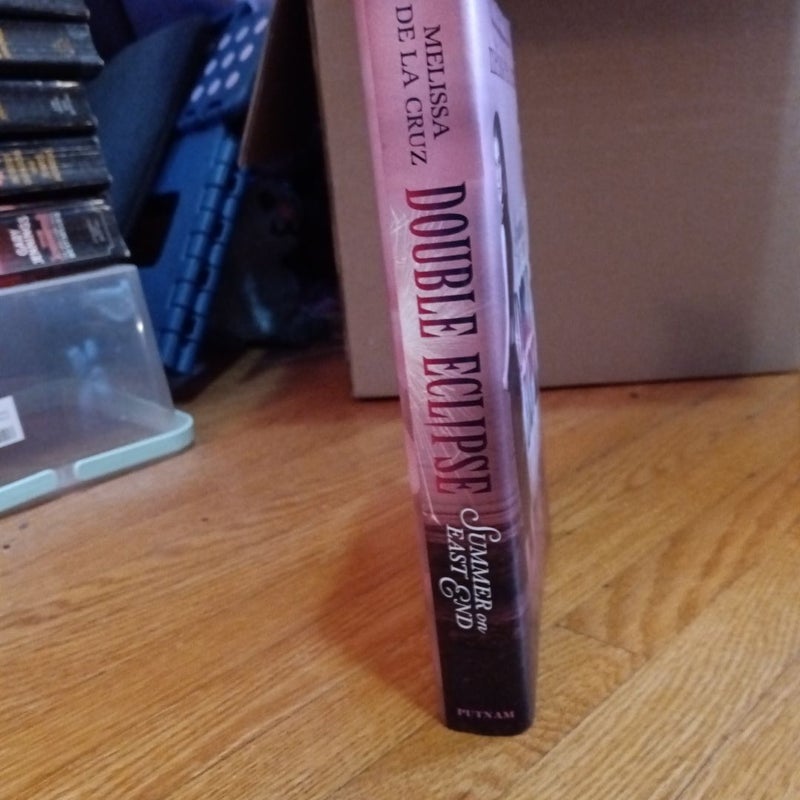 MELISSA
DE LA CRUZ
DOUBLE ECLIPSE
SUMMER on
EAST END
PUTNAM